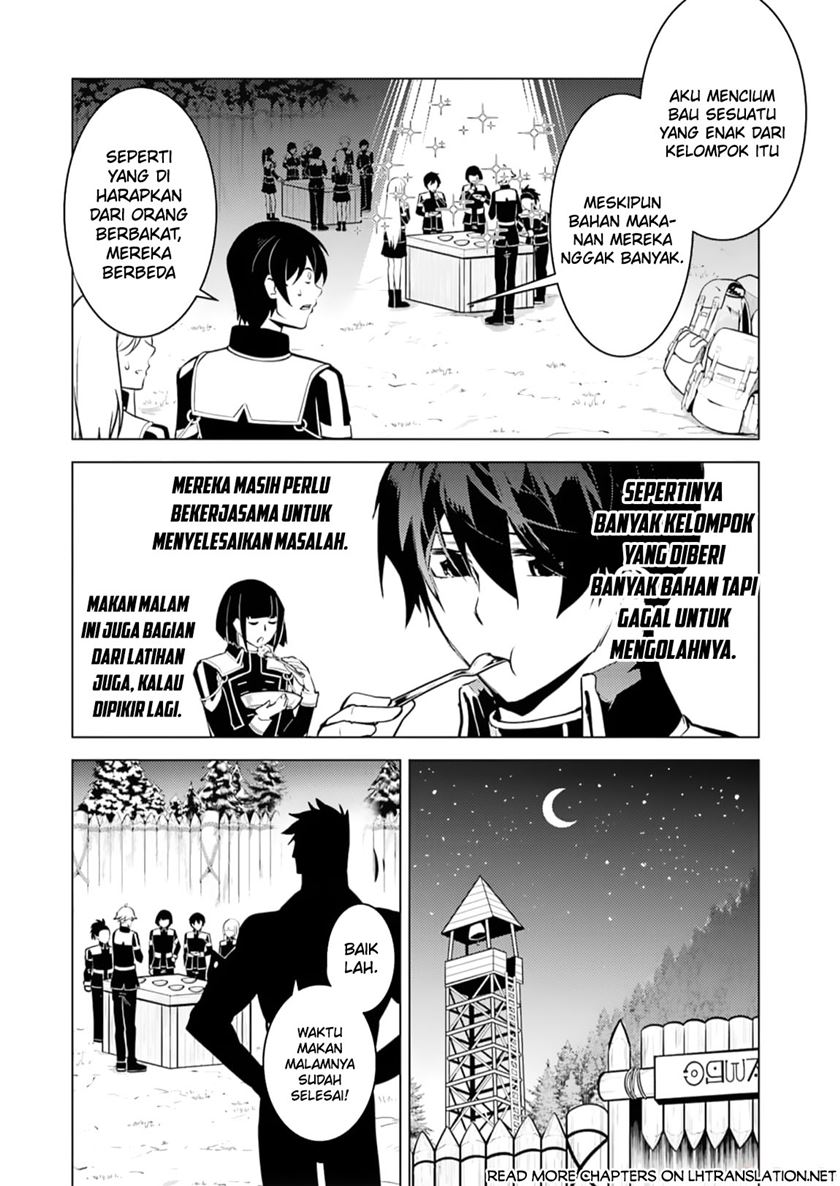 AKU MENCIUM
BAU SESUATU
YANG ENAK DARI
KELOMPOK ITU
MESKIPUN
BAHAN MAKA-
NAN MEREKA
NGGAK BANYAK.
SEPERTI
YANG DI
HARAPKAN
DARI ORANG
BERBAKAT,
MEREKA
BERBEDA
SEPERTINYA
BANYAK KELOMPOK
YANG DIBERI
BANYAK BAHAN TAPI
GAGAL UNTUK
MENGOLAHNYA.
MEREKA MASIH PERLU
BEKERJASAMA UNTUK
MENYELESAIKAN MASALAH.
MAKAN MALAM
INI JUGA BAGIAN
DARI LATIHAN
JUGA, KALAU
DIPIKIR LAGI.
BAIK
LAH.
WAKTU
MAKAN
MALAMNYA
SUDAH
SELESAI!
READ MORE CHAPTERS ON LHTRANSLATION.NET